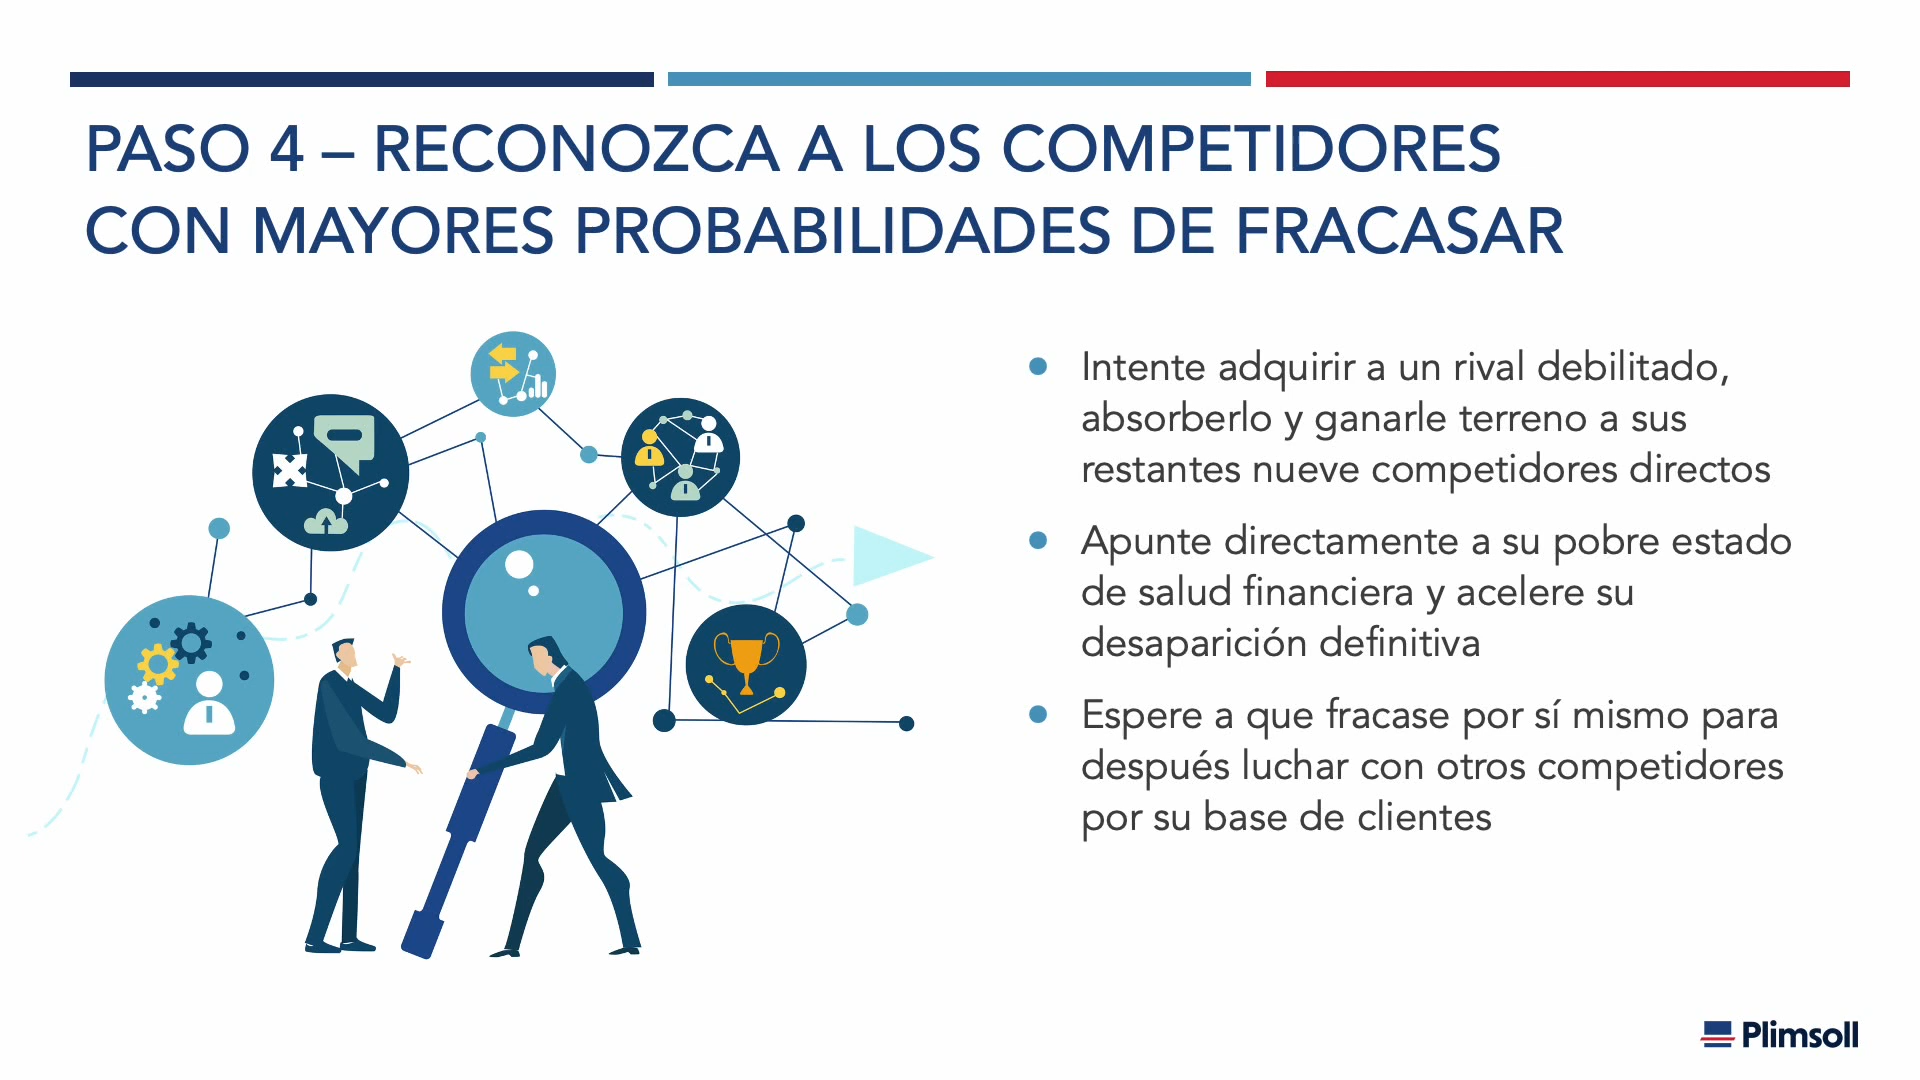 PASO 4 – RECONOZCA A LOS COMPETIDORES
CON MAYORES PROBABILIDADES DE FRACASAR
Intente adquirir a un rival debilitado,
absorberlo y ganarle terreno a sus
restantes nueve competidores directos
Apunte directamente a su pobre estado
de salud financiera y acelere su
desaparición definitiva
Espere a que fracase por sí mismo para
después luchar con otros competidores
por su base de clientes
Plimsoll